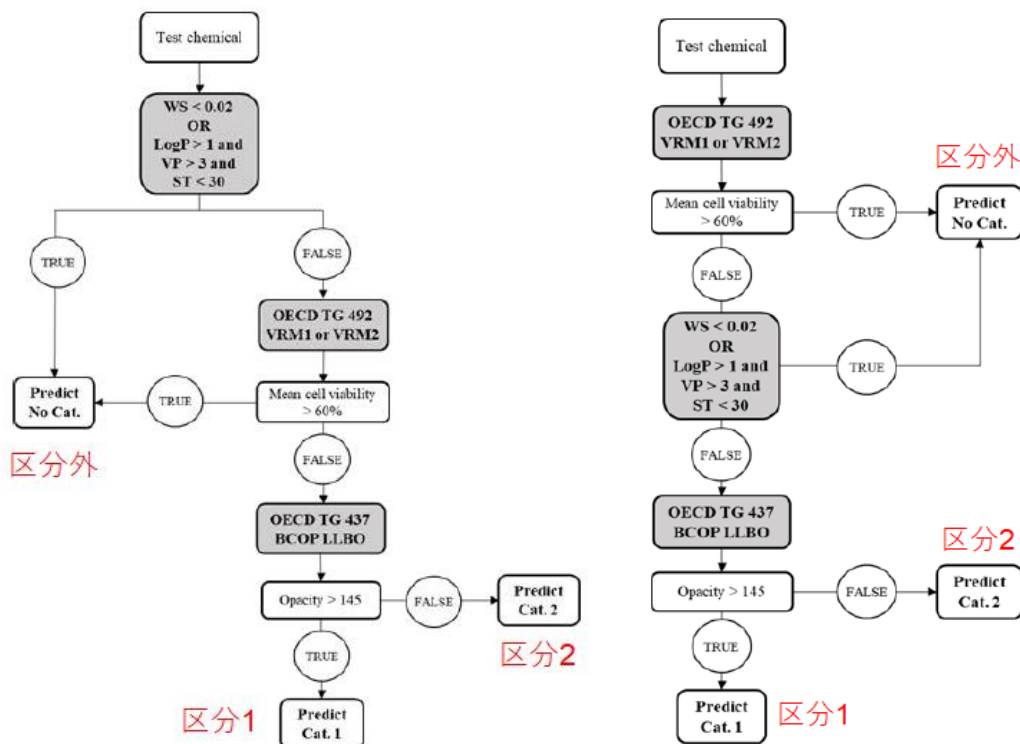 Test chemical
WS < 0.02
OR
LogP > 1 and
VP > 3 and
ST < 30
TRUE
FALSE
OECD TG 492
VRM1 or VRM2
Predict
No Cat.
TRUE
Mean cell viability
> 60%
区分外
FALSE
OECD TG 437
BCOP LLBO
Opacity > 145
FALSE
Predict
Cat. 2
区分2
TRUE
区分1
Predict
Cat. 1
Test chemical
OECD TG 492
VRM1 or VRM2
区分外
Mean cell viability
> 60%
TRUE
Predict
No Cat.
FALSE
WS < 0.02
OR
LogP > 1 and
VP > 3 and
ST < 30
TRUE
FALSE
OECD TG 437
BCOP LLBO
区分2
Opacity > 145
FALSE
Predict
Cat. 2
TRUE
Predict
Cat. 1
区分1